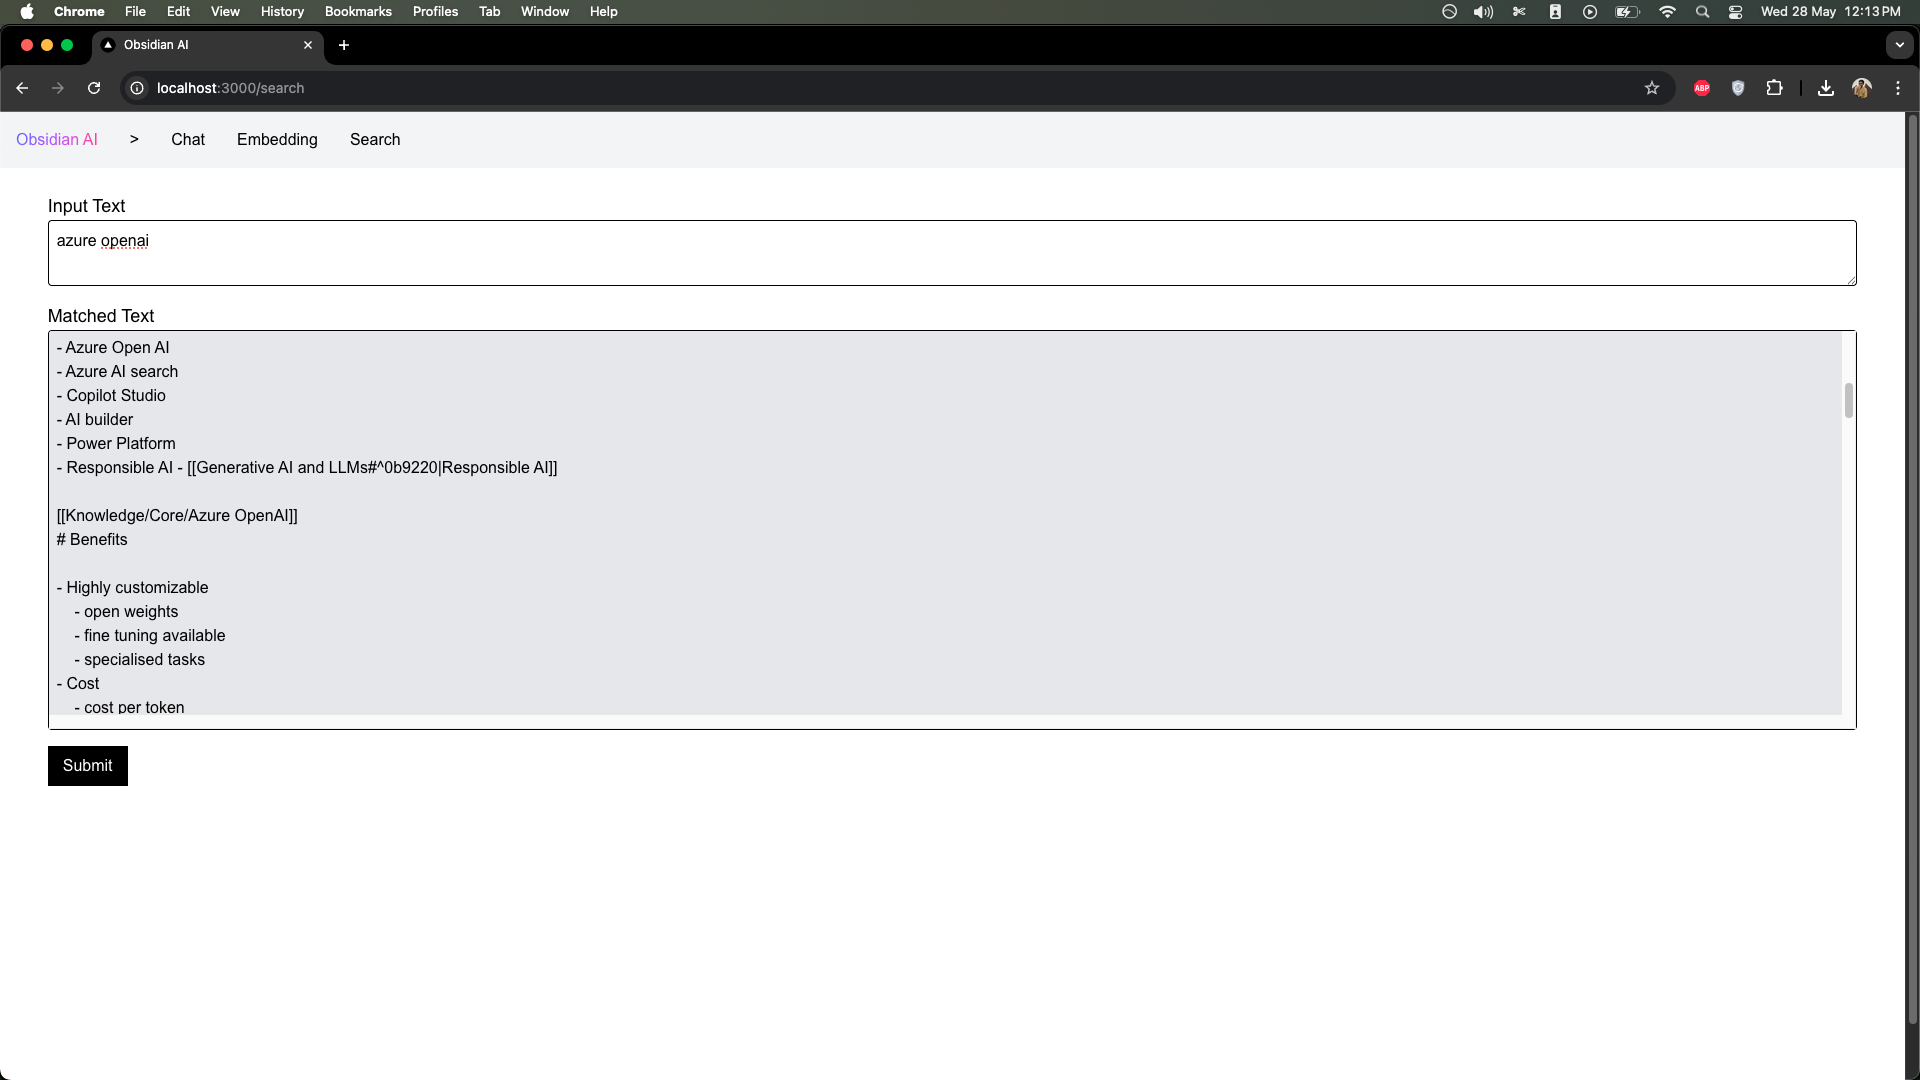 Chrome File Edit View History Bookmarks Profiles Tab Window Help Wed 28 May 12:13 PM
Obsidian AI
localhost:3000/search ABP
Obsidian AI > Chat Embedding Search
Input Text
azure openai
Matched Text
- Azure Open AI
- Azure AI search
- Copilot Studio
- AI builder
- Power Platform
- Responsible AI - [[Generative AI and LLMs#^0b9220|Responsible AI]]
[[Knowledge/Core/Azure OpenAI]]
# Benefits
- Highly customizable
- open weights
- fine tuning available
- specialised tasks
- Cost
- cost per token
Submit